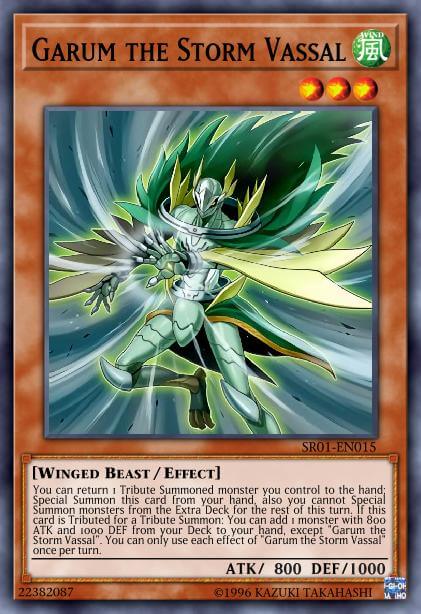 GARUM THE STORM VASSAL
WIND
風
SR01-EN015
[WINGED BEAST/EFFECT]
You can return 1 Tribute Summoned monster you control to the hand;
Special Summon this card from your hand, also you cannot Special
Summon monsters from the Extra Deck for the rest of this turn. If this
card is Tributed for a Tribute Summon: You can add 1 monster with 800
ATK and 1000 DEF from your Deck to your hand, except "Garum the
Storm Vassal". You can only use each effect of "Garum the Storm Vassal"
once per turn.
ATK/ 800 DEF/1000
22382087
©1996 KAZUKI TAKAHASHI